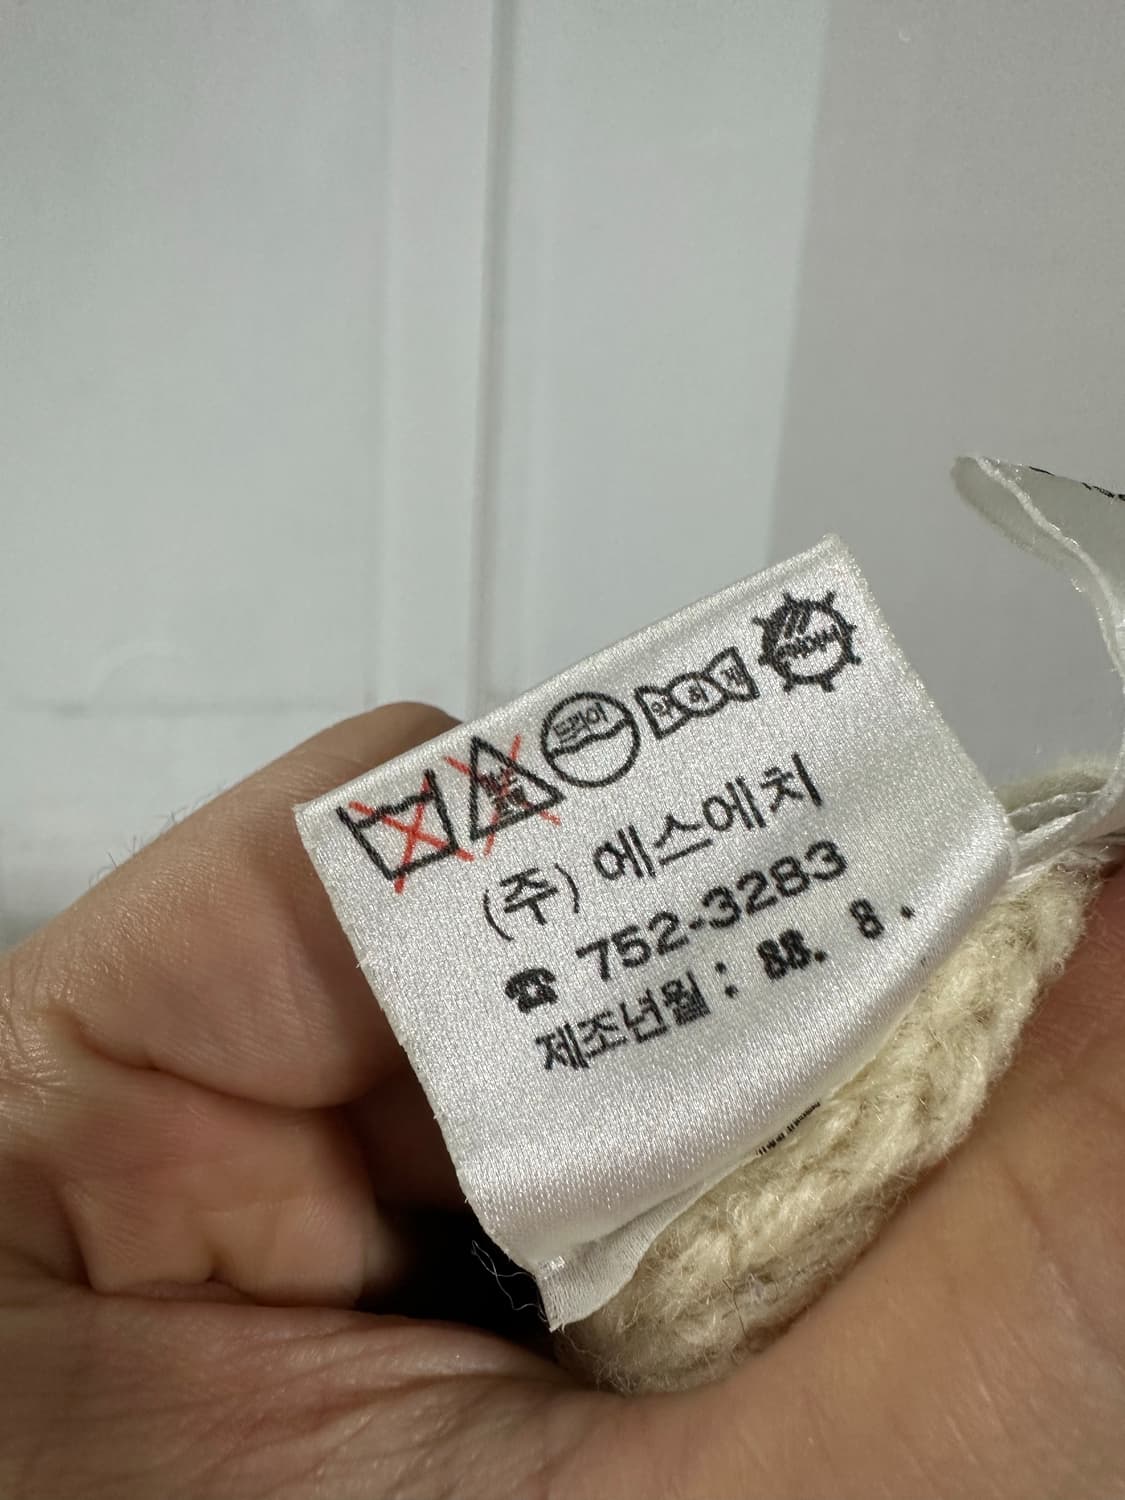 드라이
약 하 게
(주) 에스에치
☎ 752-3283
제조년월 : 88. 8.